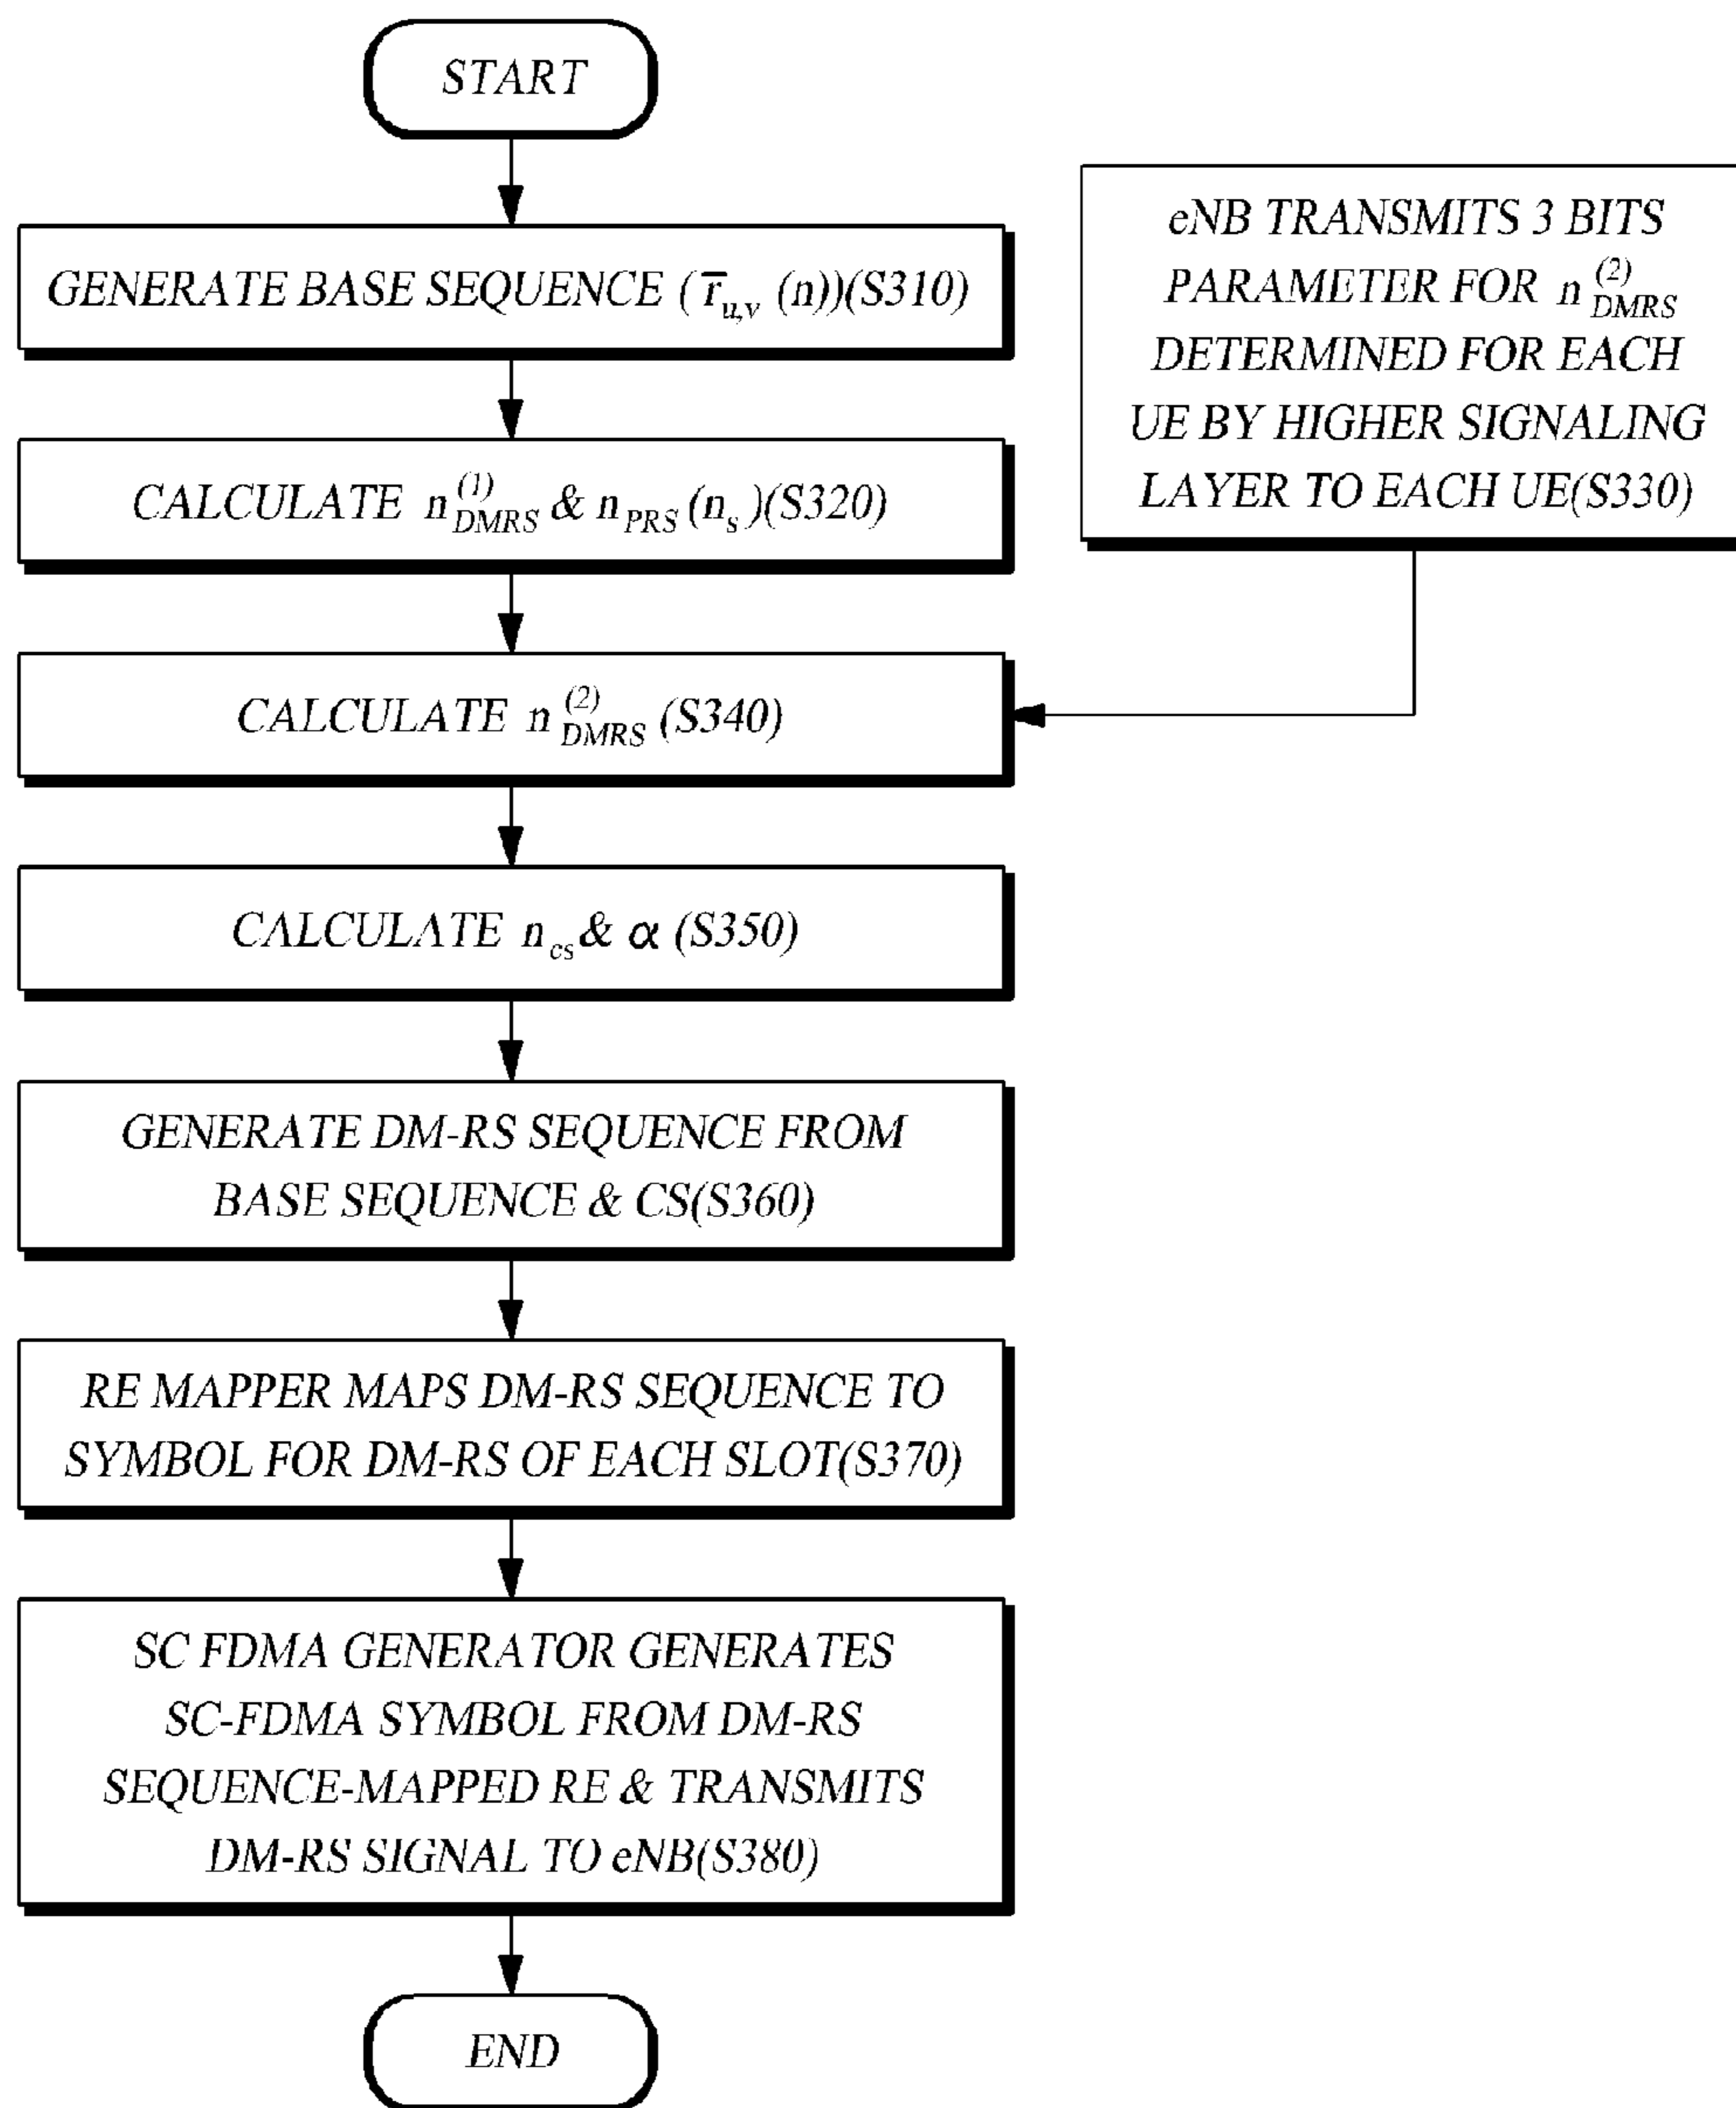 START
GENERATE BASE SEQUENCE (r̄u,v (n))(S310)
CALCULATE n(1)DMRS & nPRS (ns)(S320)
eNB TRANSMITS 3 BITS
PARAMETER FOR n(2)DMRS
DETERMINED FOR EACH
UE BY HIGHER SIGNALING
LAYER TO EACH UE(S330)
CALCULATE n(2)DMRS (S340)
CALCULATE ncs & α (S350)
GENERATE DM-RS SEQUENCE FROM
BASE SEQUENCE & CS(S360)
RE MAPPER MAPS DM-RS SEQUENCE TO
SYMBOL FOR DM-RS OF EACH SLOT(S370)
SC FDMA GENERATOR GENERATES
SC-FDMA SYMBOL FROM DM-RS
SEQUENCE-MAPPED RE & TRANSMITS
DM-RS SIGNAL TO eNB(S380)
END